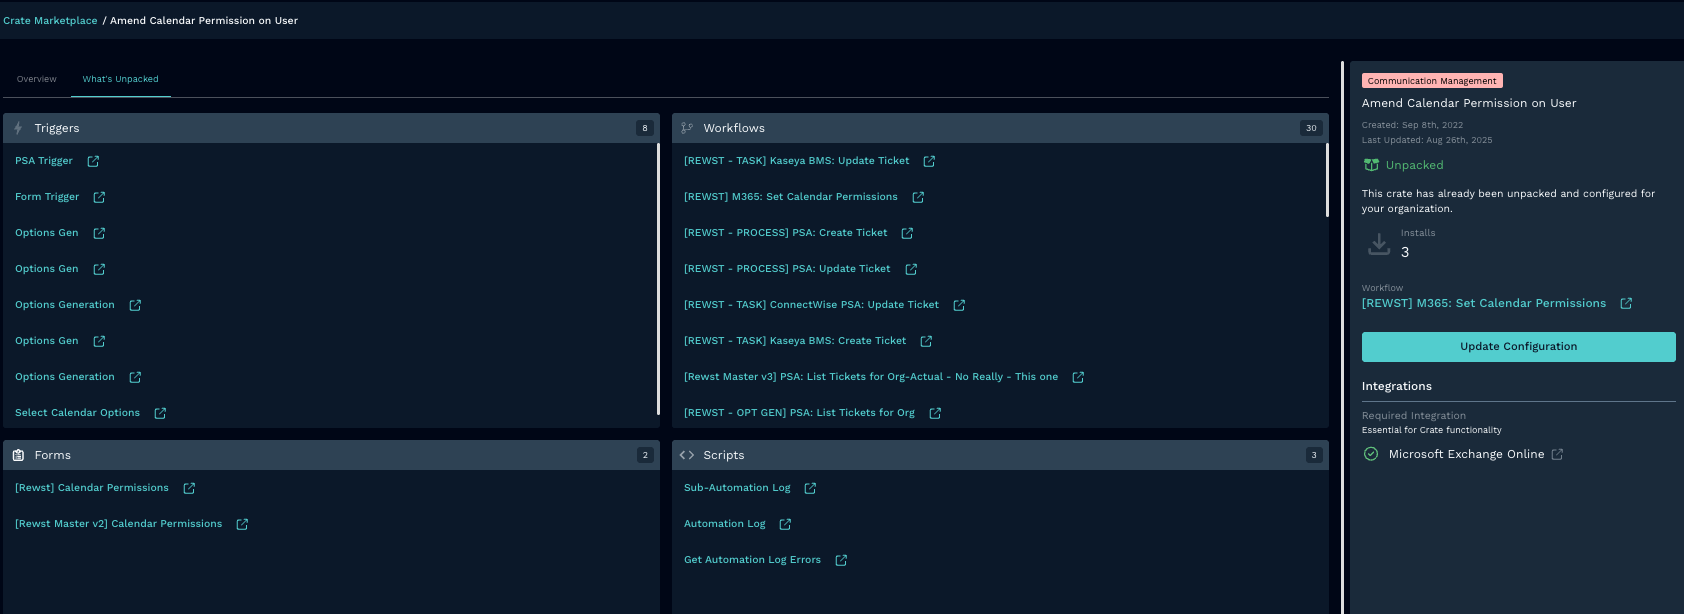 Crate Marketplace / Amend Calendar Permission on User
Overview
What's Unpacked
Triggers
8
PSA Trigger
Form Trigger
Options Gen
Options Gen
Options Generation
Options Gen
Options Generation
Select Calendar Options
Workflows
30
[REWST - TASK] Kaseya BMS: Update Ticket
[REWST] M365: Set Calendar Permissions
[REWST - PROCESS] PSA: Create Ticket
[REWST - PROCESS] PSA: Update Ticket
[REWST - TASK] ConnectWise PSA: Update Ticket
[REWST - TASK] Kaseya BMS: Create Ticket
[Rewst Master v3] PSA: List Tickets for Org-Actual - No Really - This one
[REWST - OPT GEN] PSA: List Tickets for Org
Forms
2
[Rewst] Calendar Permissions
[Rewst Master v2] Calendar Permissions
Scripts
3
Sub-Automation Log
Automation Log
Get Automation Log Errors
Communication Management
Amend Calendar Permission on User
Created: Sep 8th, 2022
Last Updated: Aug 26th, 2025
Unpacked
This crate has already been unpacked and configured for
your organization.
Installs
3
Workflow
[REWST] M365: Set Calendar Permissions
Update Configuration
Integrations
Required Integration
Essential for Crate functionality
Microsoft Exchange Online